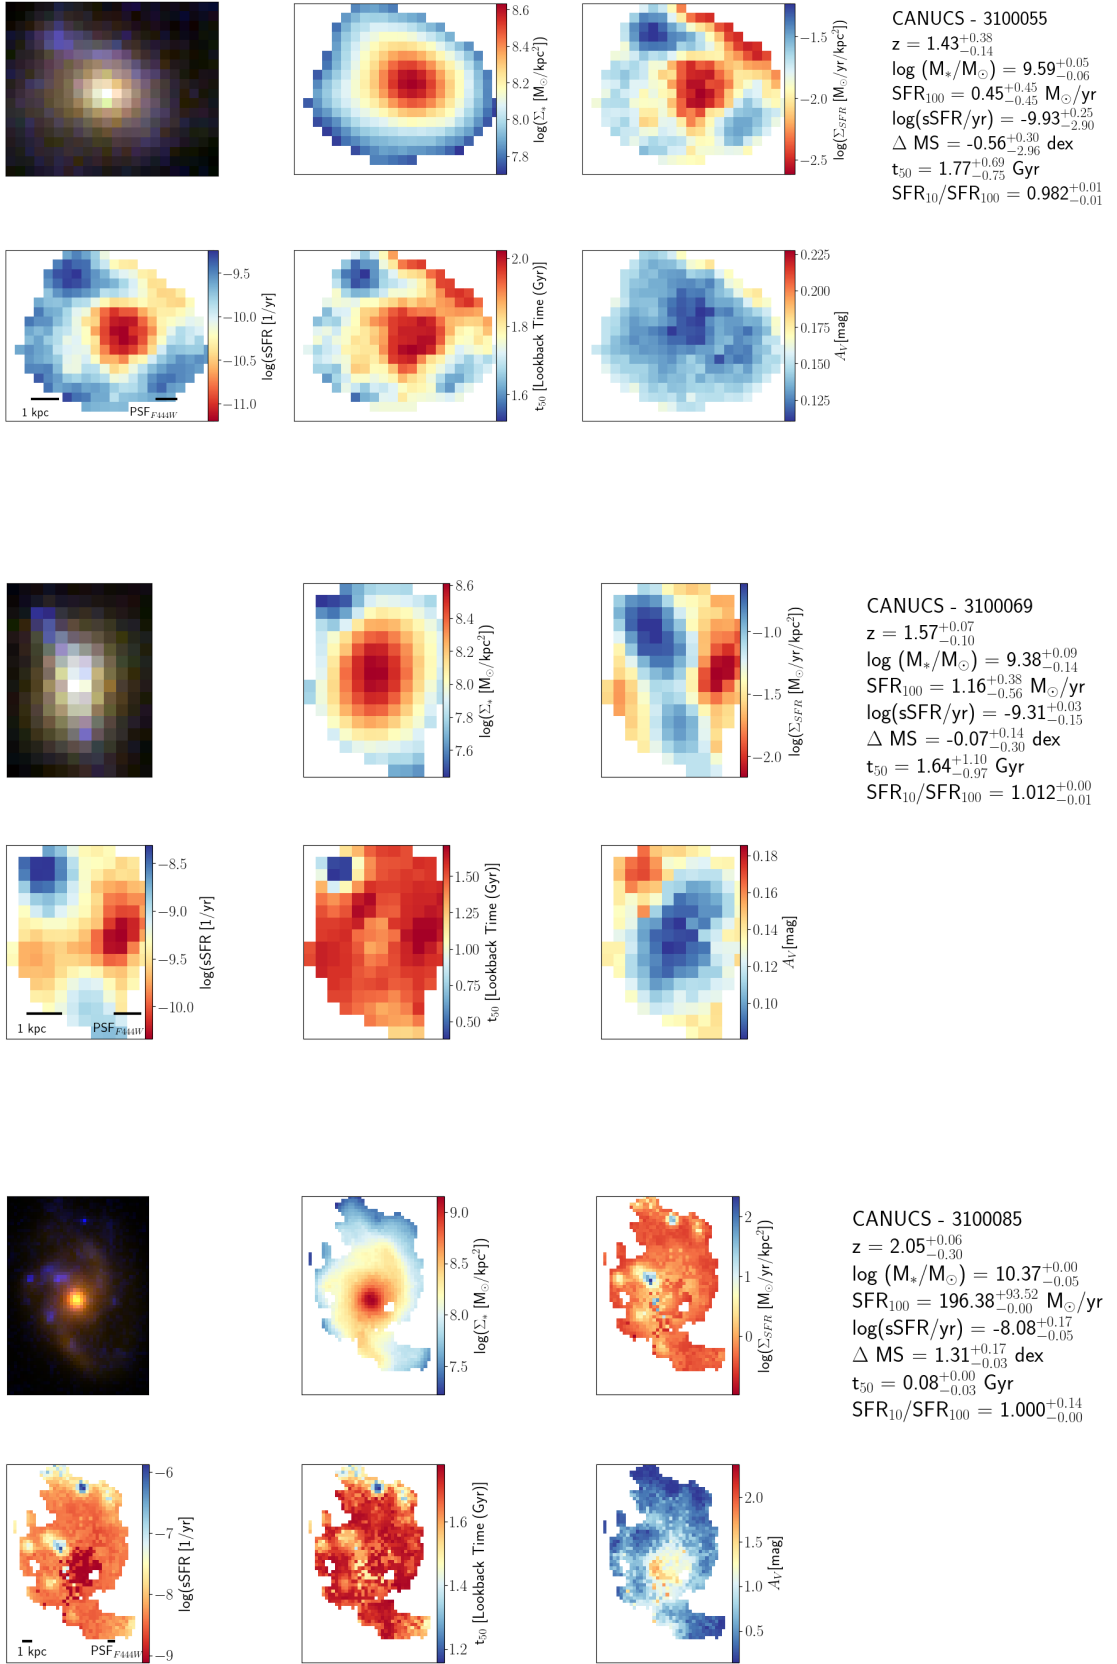 8.6
8.4
8.2
8.0
7.8
log(Σ∗ [M⊙/kpc²])
−1.5
−2.0
−2.5
log(Σ_SFR [M⊙/yr/kpc²])
CANUCS - 3100055
z = 1.43^{+0.38}_{−0.14}
log (M∗/M⊙) = 9.59^{+0.05}_{−0.06}
SFR₁₀₀ = 0.45^{+0.45}_{−0.45} M⊙/yr
log(sSFR/yr) = -9.93^{+0.25}_{−2.90}
Δ MS = -0.56^{+0.30}_{−2.96} dex
t₅₀ = 1.77^{+0.69}_{−0.75} Gyr
SFR₁₀/SFR₁₀₀ = 0.982^{+0.01}_{−0.01}
−9.5
−10.0
−10.5
−11.0
log(sSFR [1/yr]
1 kpc
PSF_F444W
2.0
1.8
1.6
t₅₀ [Lookback Time (Gyr)]
0.225
0.200
0.175
0.150
0.125
A_V[mag]
8.6
8.4
8.2
8.0
7.8
7.6
log(Σ∗ [M⊙/kpc²])
−1.0
−1.5
−2.0
log(Σ_SFR [M⊙/yr/kpc²])
CANUCS - 3100069
z = 1.57^{+0.07}_{−0.10}
log (M∗/M⊙) = 9.38^{+0.09}_{−0.14}
SFR₁₀₀ = 1.16^{+0.38}_{−0.56} M⊙/yr
log(sSFR/yr) = -9.31^{+0.03}_{−0.15}
Δ MS = -0.07^{+0.14}_{−0.30} dex
t₅₀ = 1.64^{+1.10}_{−0.97} Gyr
SFR₁₀/SFR₁₀₀ = 1.012^{+0.00}_{−0.01}
−8.5
−9.0
−9.5
−10.0
log(sSFR [1/yr]
1 kpc
PSF_F444W
1.50
1.25
1.00
0.75
0.50
t₅₀ [Lookback Time (Gyr)]
0.18
0.16
0.14
0.12
0.10
A_V[mag]
9.0
8.5
8.0
7.5
log(Σ∗ [M⊙/kpc²])
2
1
0
log(Σ_SFR [M⊙/yr/kpc²])
CANUCS - 3100085
z = 2.05^{+0.06}_{−0.30}
log (M∗/M⊙) = 10.37^{+0.00}_{−0.05}
SFR₁₀₀ = 196.38^{+93.52}_{−0.00} M⊙/yr
log(sSFR/yr) = -8.08^{+0.17}_{−0.05}
Δ MS = 1.31^{+0.17}_{−0.03} dex
t₅₀ = 0.08^{+0.00}_{−0.03} Gyr
SFR₁₀/SFR₁₀₀ = 1.000^{+0.14}_{−0.00}
−6
−7
−8
−9
log(sSFR [1/yr]
1 kpc
PSF_F444W
1.6
1.4
1.2
t₅₀ [Lookback Time (Gyr)]
2.0
1.5
1.0
0.5
A_V[mag]